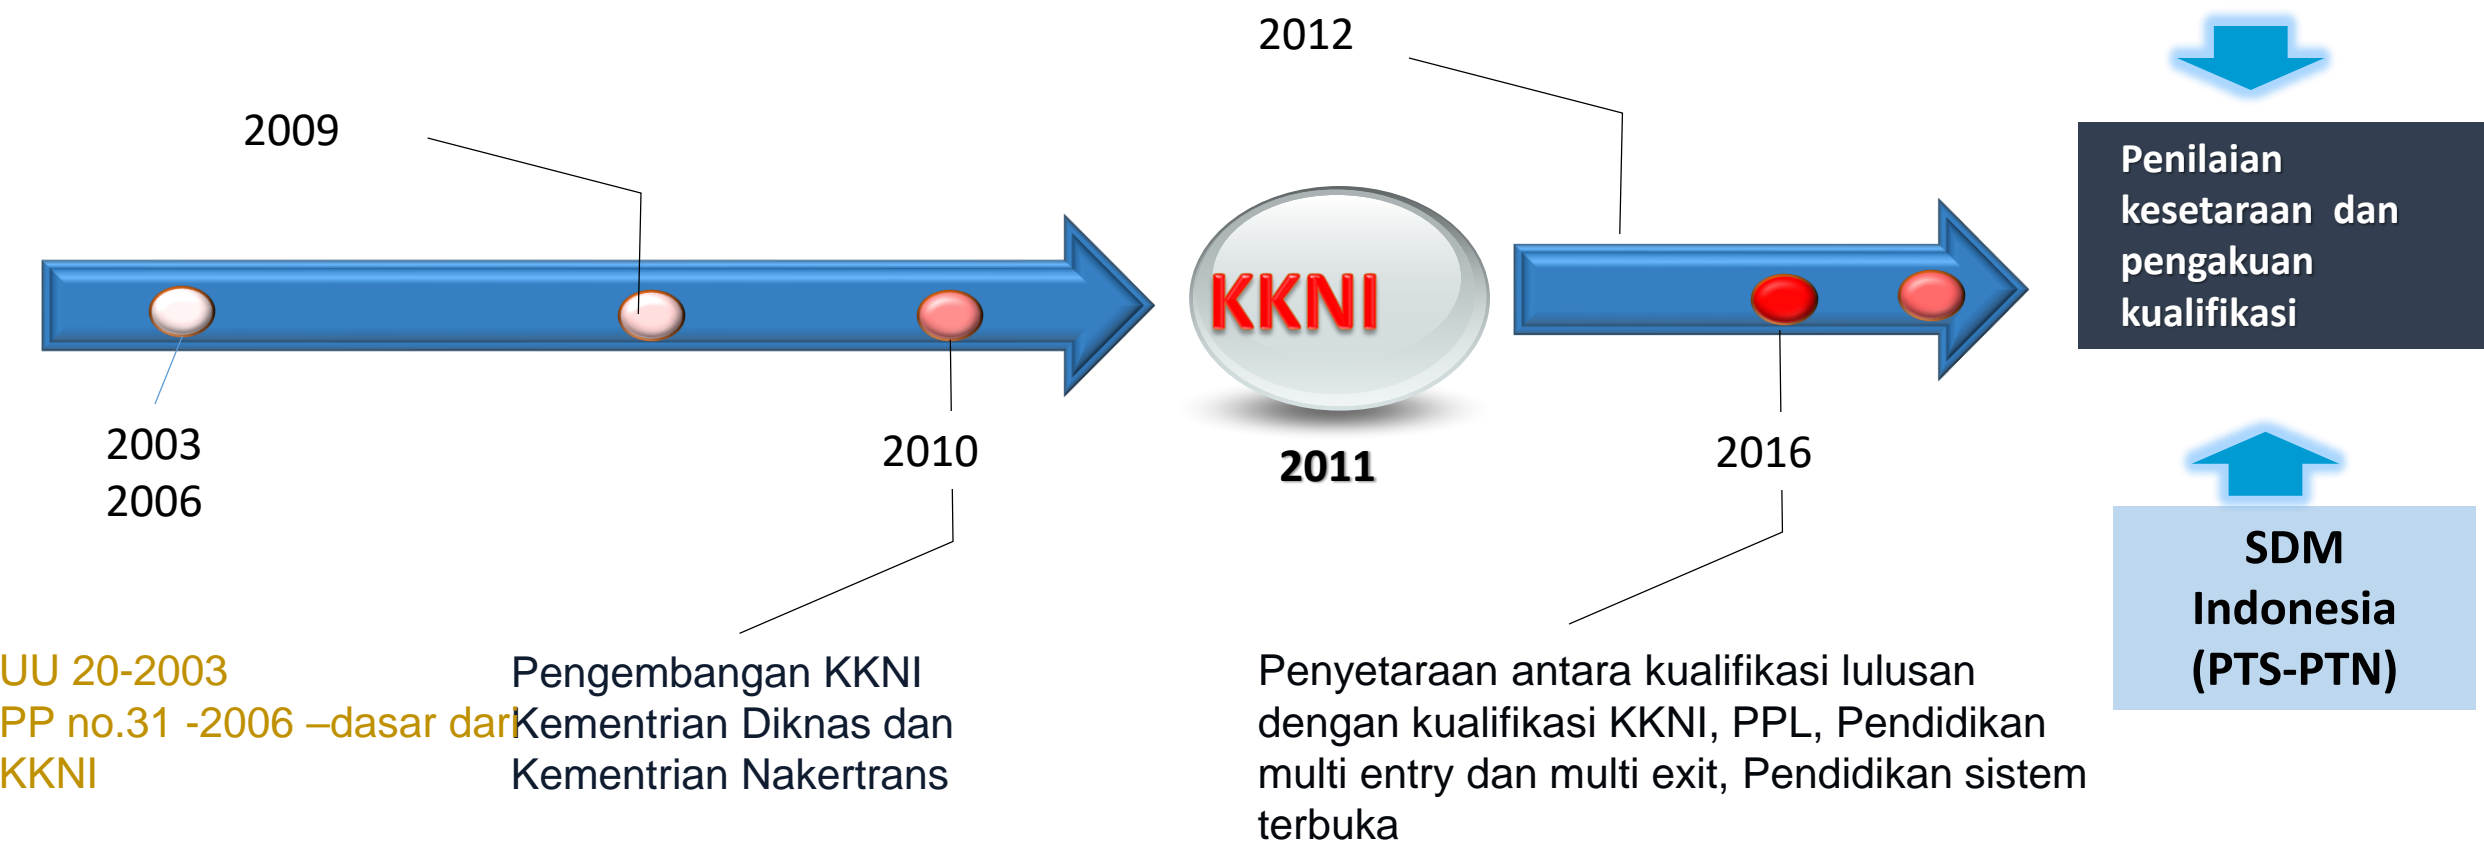 2012
2009
Penilaian
kesetaraan dan
pengakuan
kualifikasi
KKNI
2003
2006
2010
2011
2016
SDM
Indonesia
(PTS-PTN)
UU 20-2003
PP no.31 -2006 –dasar dari
KKNI
Pengembangan KKNI
Kementrian Diknas dan
Kementrian Nakertrans
Penyetaraan antara kualifikasi lulusan
dengan kualifikasi KKNI, PPL, Pendidikan
multi entry dan multi exit, Pendidikan sistem
terbuka